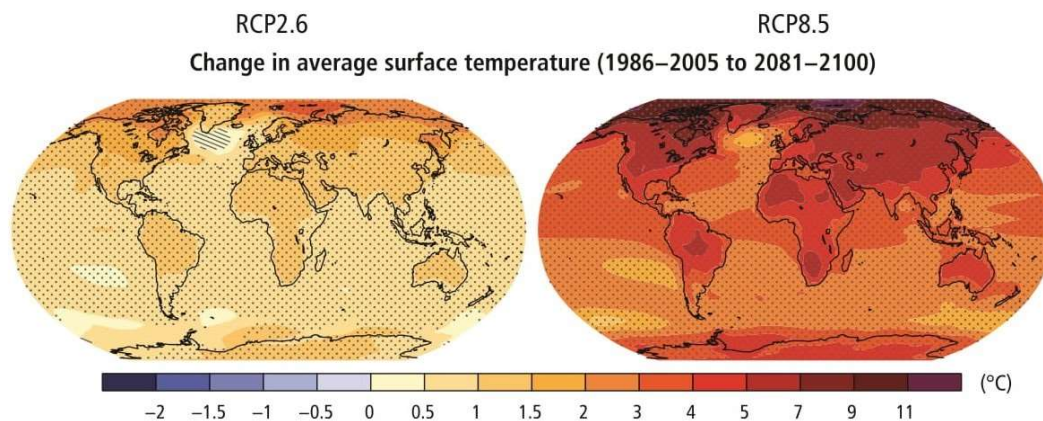 RCP2.6 RCP8.5
Change in average surface temperature (1986–2005 to 2081–2100)
(°C)
−2 −1.5 −1 −0.5 0 0.5 1 1.5 2 3 4 5 7 9 11